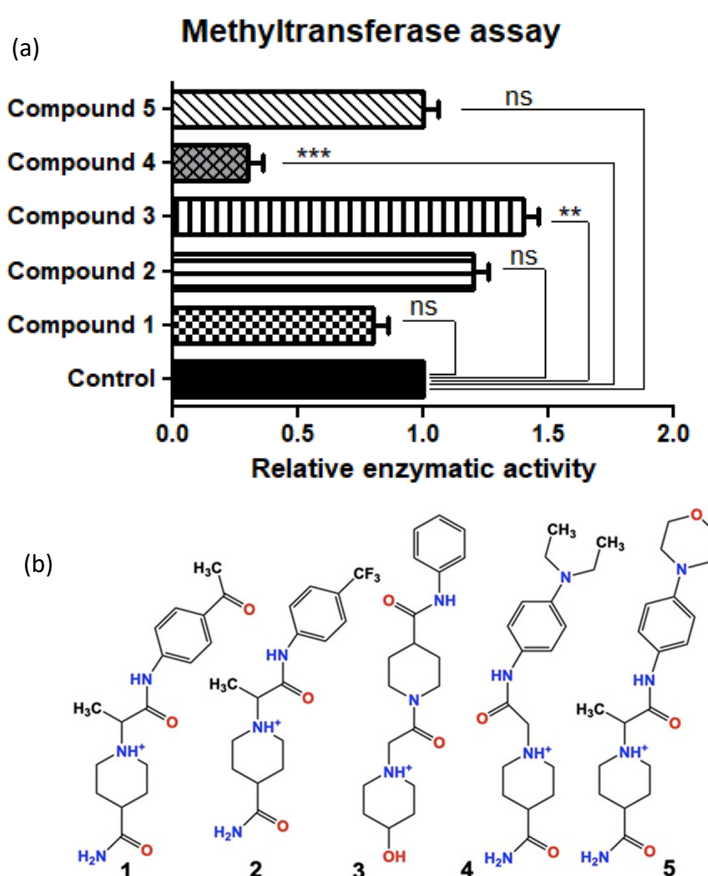 Methyltransferase assay
(a)
Compound 5
ns
Compound 4
***
Compound 3
**
Compound 2
ns
Compound 1
ns
Control
0.0 0.5 1.0 1.5 2.0
Relative enzymatic activity
(b)
H₃C
O
HN
H₃C
O
NH⁺
H₂N
O
1
CF₃
HN
H₃C
O
NH⁺
H₂N
O
2
O
NH
N
O
NH⁺
OH
3
CH₃
CH₃
N
HN
O
NH⁺
H₂N
O
4
O
N
NH
H₃C
O
NH⁺
H₂N
O
5